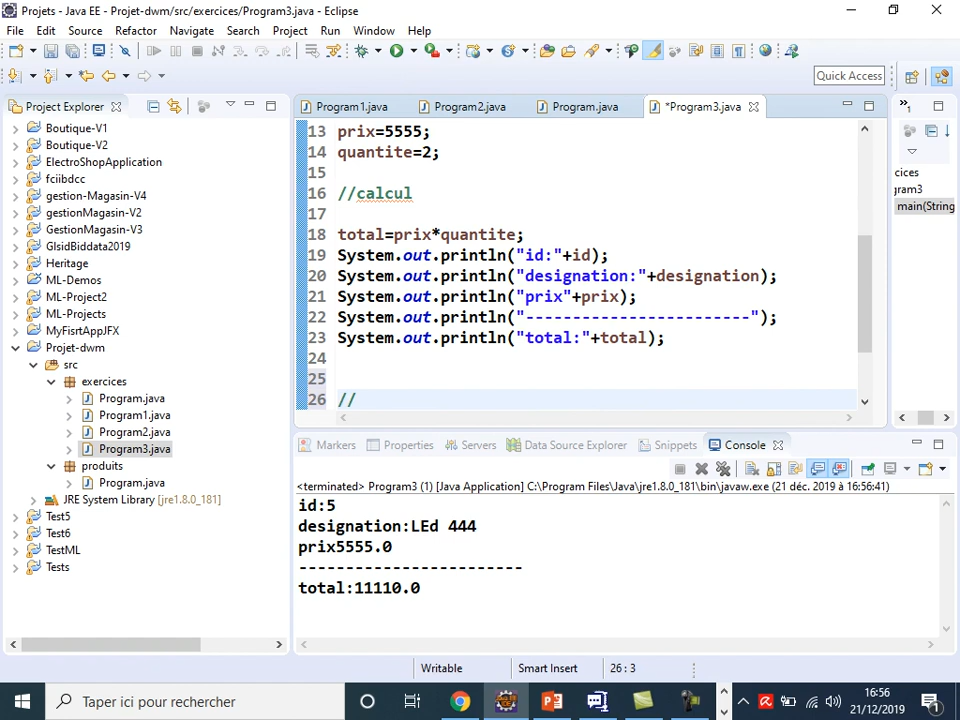 Projets - Java EE - Projet-dwm/src/exercices/Program3.java - Eclipse
File Edit Source Refactor Navigate Search Project Run Window Help
Quick Access
Project Explorer
Boutique-V1
Boutique-V2
ElectroShopApplication
fciibdcc
gestion-Magasin-V4
gestionMagasin-V2
GestionMagasin-V3
GlsidBiddata2019
Heritage
ML-Demos
ML-Project2
ML-Projects
MyFisrtAppJFX
Projet-dwm
src
exercices
Program.java
Program1.java
Program2.java
Program3.java
produits
Program.java
JRE System Library [jre1.8.0_181]
Test5
Test6
TestML
Tests
Program1.java Program2.java Program.java *Program3.java
13 prix=5555;
14 quantite=2;
15
16 //calcul
17
18 total=prix*quantite;
19 System.out.println("id:"+id);
20 System.out.println("designation:"+designation);
21 System.out.println("prix"+prix);
22 System.out.println("------------------------");
23 System.out.println("total:"+total);
24
25
26 //
»1
cices
gram3
main(String
Markers Properties Servers Data Source Explorer Snippets Console
<terminated> Program3 (1) [Java Application] C:\Program Files\Java\jre1.8.0_181\bin\javaw.exe (21 déc. 2019 à 16:56:41)
id:5
designation:LEd 444
prix5555.0
------------------------
total:11110.0
Writable Smart Insert 26 : 3
Taper ici pour rechercher
16:56
21/12/2019
1